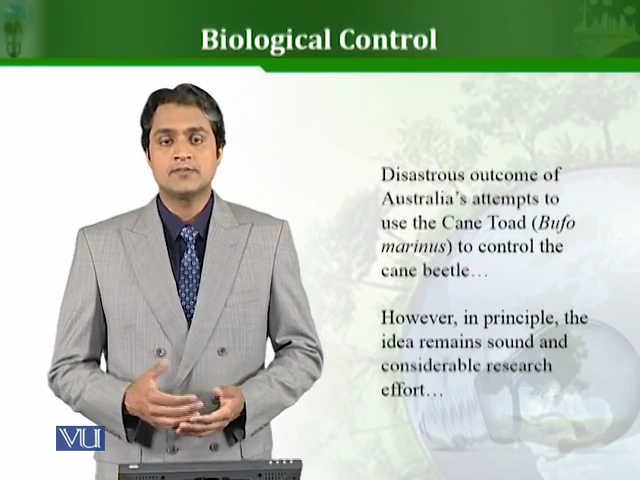 Biological Control
Disastrous outcome of
Australia's attempts to
use the Cane Toad (Bufo
marinus) to control the
cane beetle…
However, in principle, the
idea remains sound and
considerable research
effort…
VU